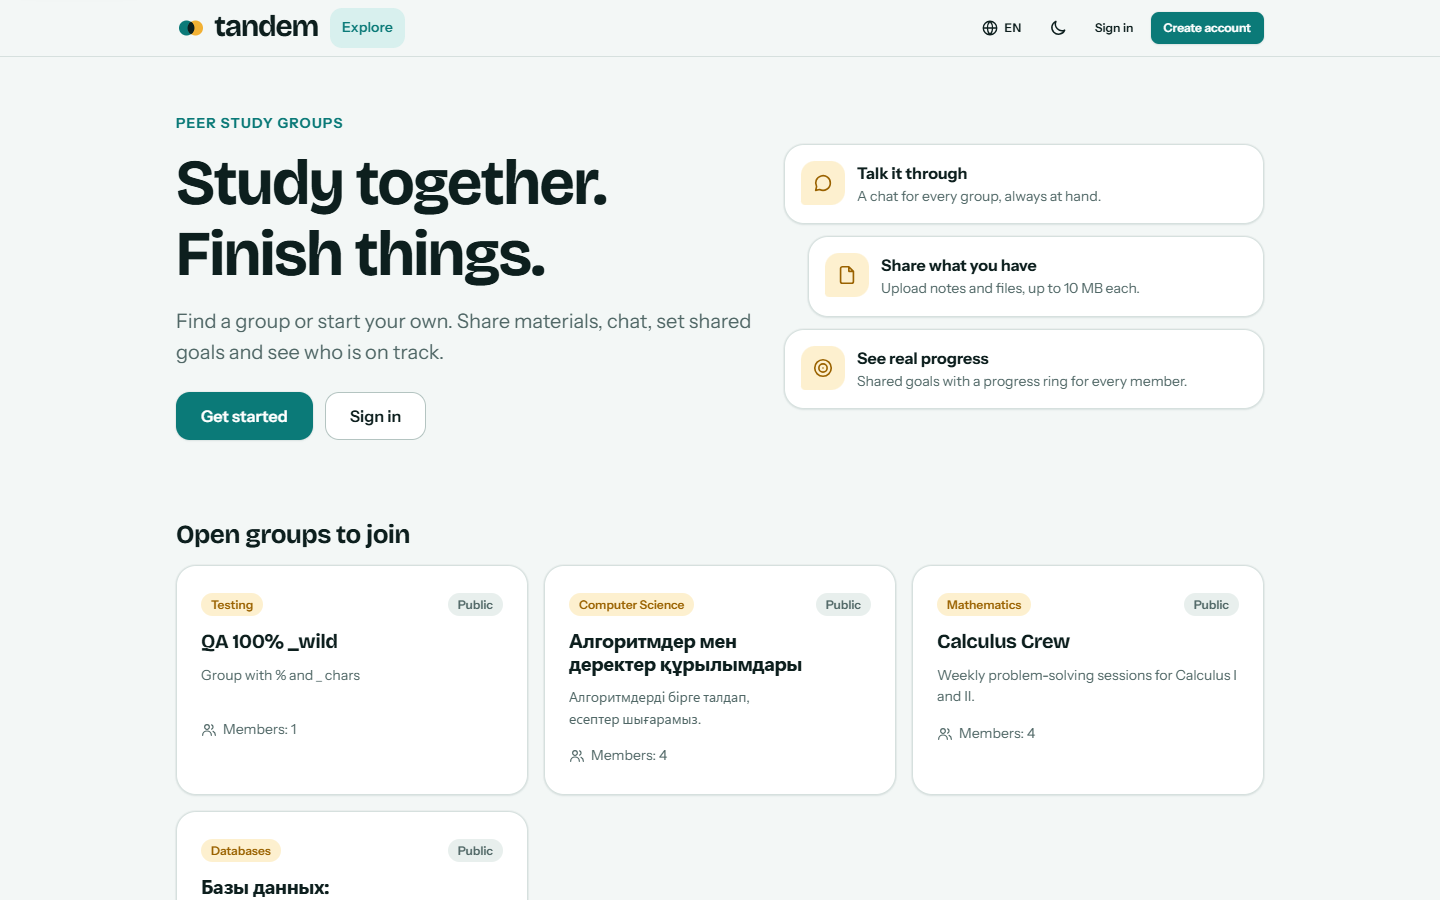 tandem
Explore
EN
Sign in
Create account
PEER STUDY GROUPS
Study together.
Finish things.
Find a group or start your own. Share materials, chat, set shared
goals and see who is on track.
Get started
Sign in
Talk it through
A chat for every group, always at hand.
Share what you have
Upload notes and files, up to 10 MB each.
See real progress
Shared goals with a progress ring for every member.
Open groups to join
Testing
Public
QA 100% _wild
Group with % and _ chars
Members: 1
Computer Science
Public
Алгоритмдер мен
деректер құрылымдары
Алгоритмдерді бірге талдап,
есептер шығарамыз.
Members: 4
Mathematics
Public
Calculus Crew
Weekly problem-solving sessions for Calculus I
and II.
Members: 4
Databases
Public
Базы данных: